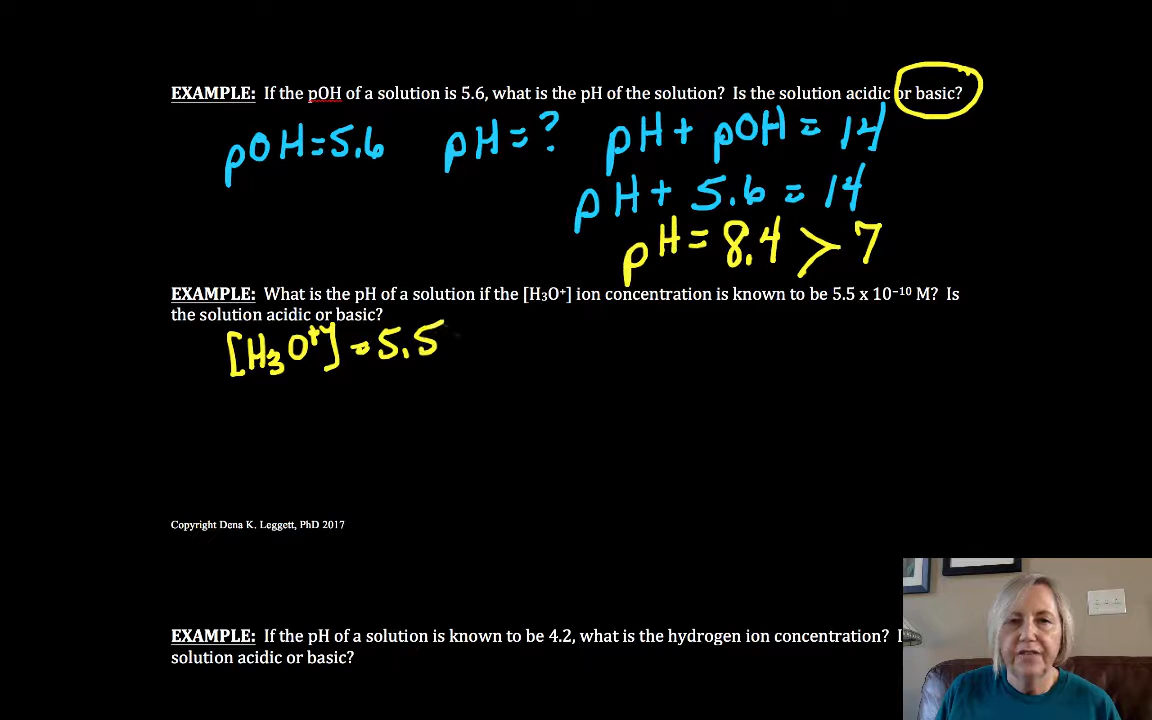 EXAMPLE: If the pOH of a solution is 5.6, what is the pH of the solution? Is the solution acidic or basic?
pOH=5.6 pH=? pH+ pOH= 14
pH+ 5.6 = 14
pH= 8.4 > 7
EXAMPLE: What is the pH of a solution if the [H₃O⁺] ion concentration is known to be 5.5 x 10⁻¹⁰ M? Is
the solution acidic or basic?
[H₃O⁺] = 5.5
Copyright Dena K. Leggett, PhD 2017
EXAMPLE: If the pH of a solution is known to be 4.2, what is the hydrogen ion concentration? I
solution acidic or basic?